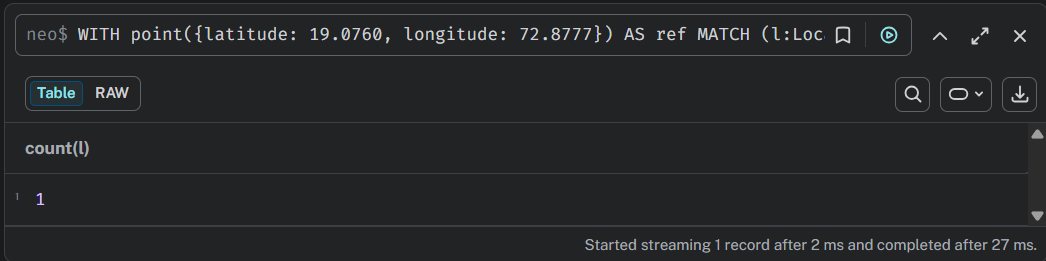 neo$ WITH point({latitude: 19.0760, longitude: 72.8777}) AS ref MATCH (l:Loc
Table RAW
count(l)
1 1
Started streaming 1 record after 2 ms and completed after 27 ms.